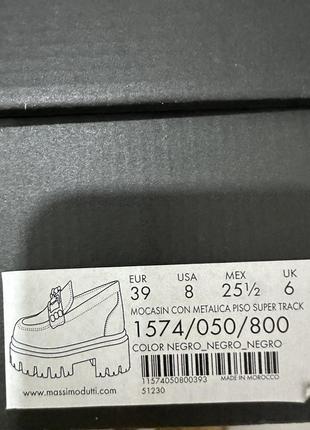 EUR USA MEX UK
39 8 25½ 6
MOCASIN CON METALICA PISO SUPER TRACK
1574/050/800
COLOR NEGRO_NEGRO_NEGRO
11574050800393 MADE IN MOROCCO
www.massimodutti.com 51230